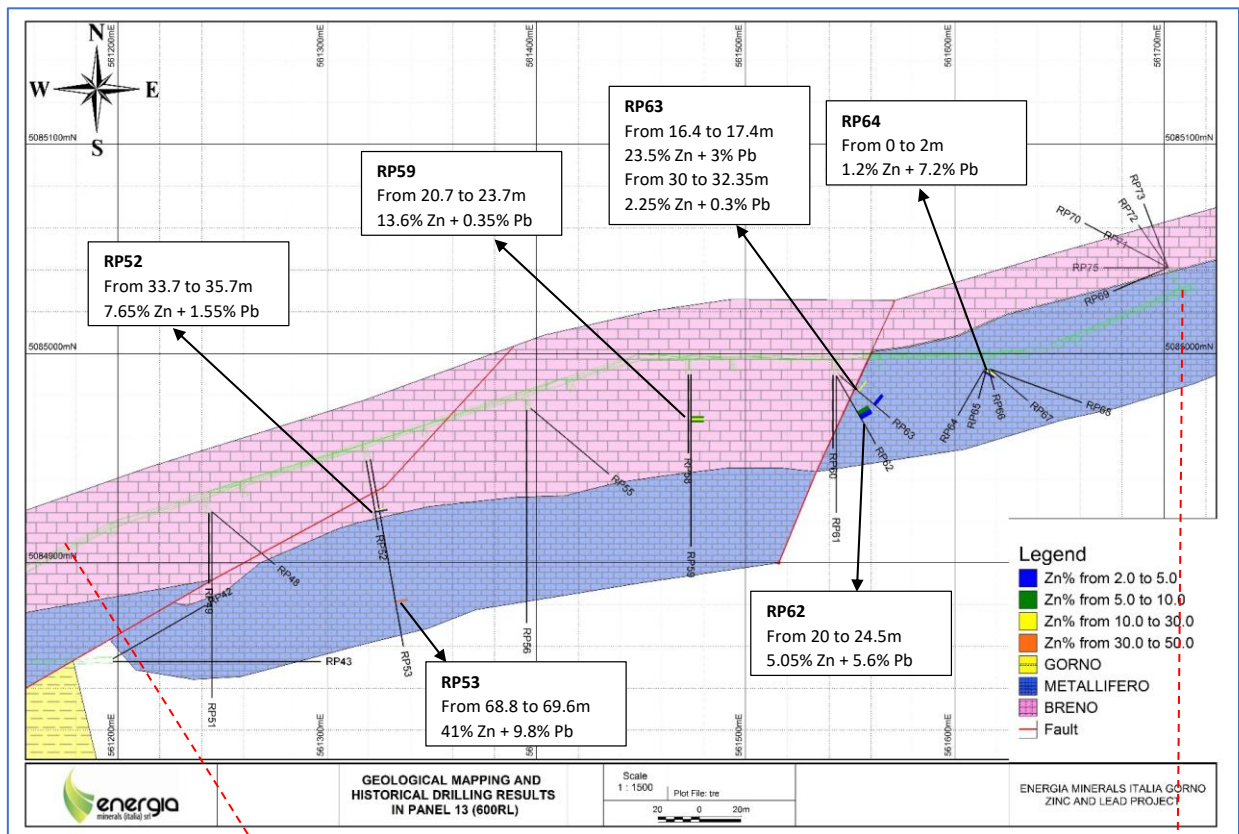 N
W
E
S
561200mE
561300mE
561400mE
561500mE
561600mE
561700mE
5085100mN
5085100mN
RP63
From 16.4 to 17.4m
23.5% Zn + 3% Pb
From 30 to 32.35m
2.25% Zn + 0.3% Pb
RP64
From 0 to 2m
1.2% Zn + 7.2% Pb
RP59
From 20.7 to 23.7m
13.6% Zn + 0.35% Pb
RP52
From 33.7 to 35.7m
7.65% Zn + 1.55% Pb
RP73
RP72
RP70
RP71
RP75
RP69
5085000mN
5085000mN
RP64
RP65
RP66
RP67
RP68
RP63
RP62
RP60
RP61
RP55
RP58
RP59
RP56
RP52
RP53
RP48
RP49
RP42
RP43
RP51
5084900mN
RP62
From 20 to 24.5m
5.05% Zn + 5.6% Pb
RP53
From 68.8 to 69.6m
41% Zn + 9.8% Pb
Legend
Zn% from 2.0 to 5.0
Zn% from 5.0 to 10.0
Zn% from 10.0 to 30.0
Zn% from 30.0 to 50.0
GORNO
METALLIFERO
BRENO
Fault
561200mE
561300mE
561400mE
561500mE
561600mE
energia
minerals (italia) srl
GEOLOGICAL MAPPING AND
HISTORICAL DRILLING RESULTS
IN PANEL 13 (600RL)
Scale
1 : 1500
Plot File: tre
20 0 20m
ENERGIA MINERALS ITALIA GORNO
ZINC AND LEAD PROJECT